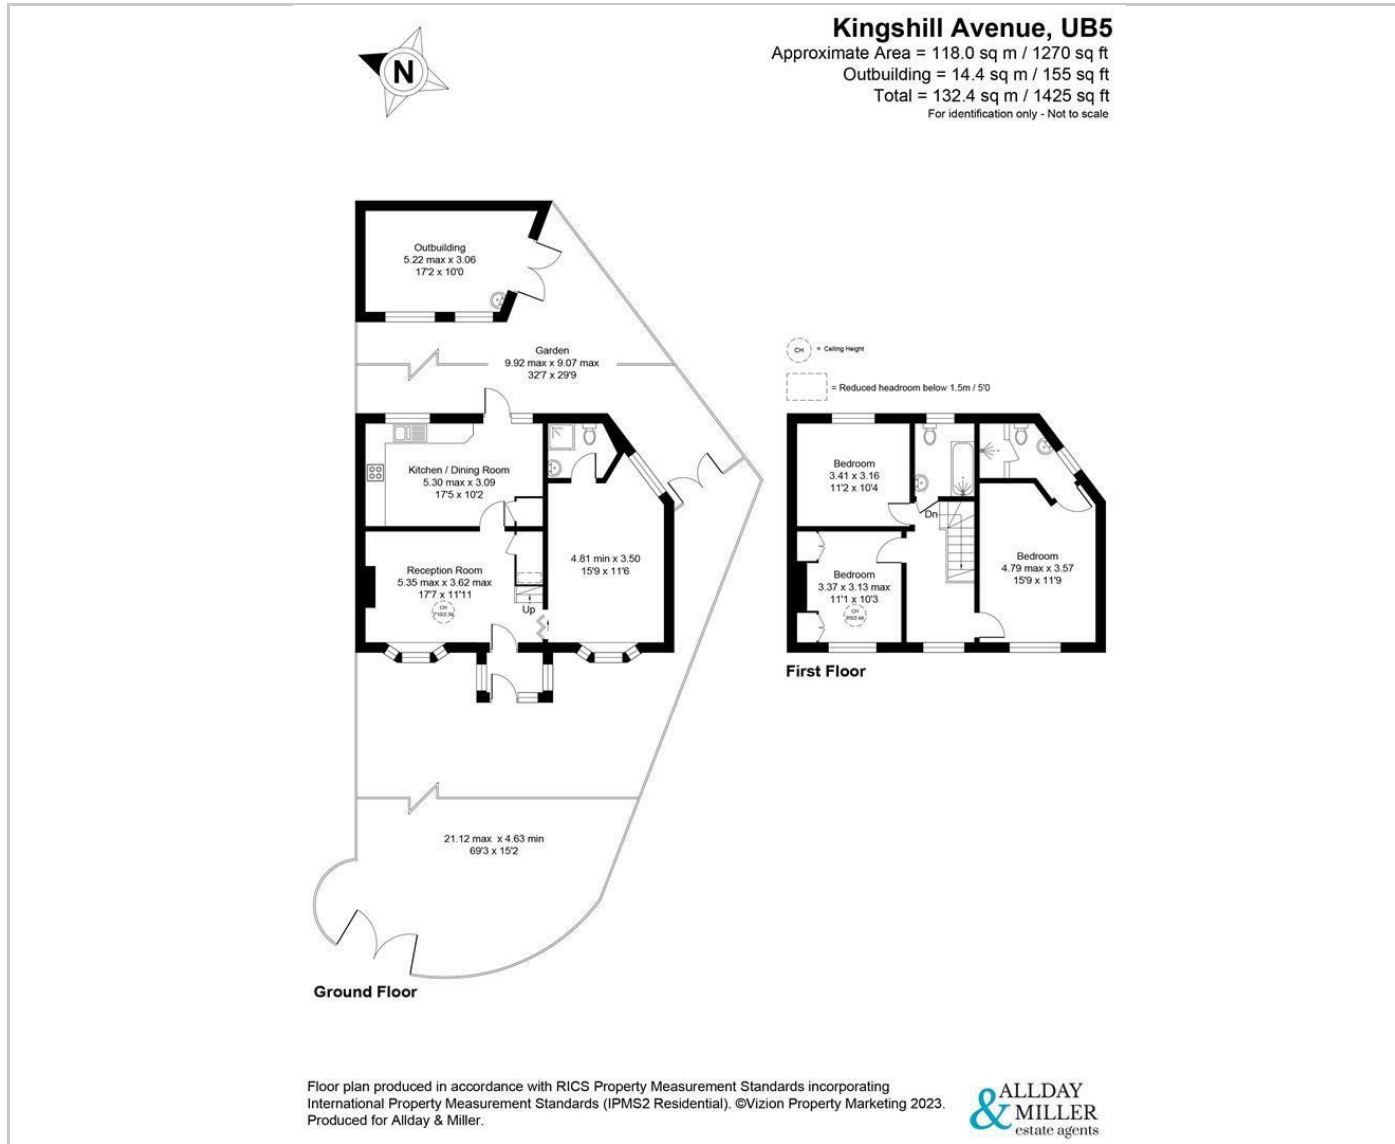 Kingshill Avenue, UB5
Approximate Area = 118.0 sq m / 1270 sq ft
Outbuilding = 14.4 sq m / 155 sq ft
Total = 132.4 sq m / 1425 sq ft
For identification only - Not to scale
N
Outbuilding
5.22 max x 3.06
17'2 x 10'0
Garden
9.92 max x 9.07 max
32'7 x 29'9
CH = Ceiling Height
= Reduced headroom below 1.5m / 5'0
Kitchen / Dining Room
5.30 max x 3.09
17'5 x 10'2
Reception Room
5.35 max x 3.62 max
17'7 x 11'11
CH
Up
4.81 min x 3.50
15'9 x 11'6
Bedroom
3.41 x 3.16
11'2 x 10'4
Dn
Bedroom
3.37 x 3.13 max
11'1 x 10'3
CH
Bedroom
4.79 max x 3.57
15'9 x 11'9
First Floor
21.12 max x 4.63 min
69'3 x 15'2
Ground Floor
Floor plan produced in accordance with RICS Property Measurement Standards incorporating
International Property Measurement Standards (IPMS2 Residential). ©Vizion Property Marketing 2023.
Produced for Allday & Miller.
ALLDAY
& MILLER
estate agents